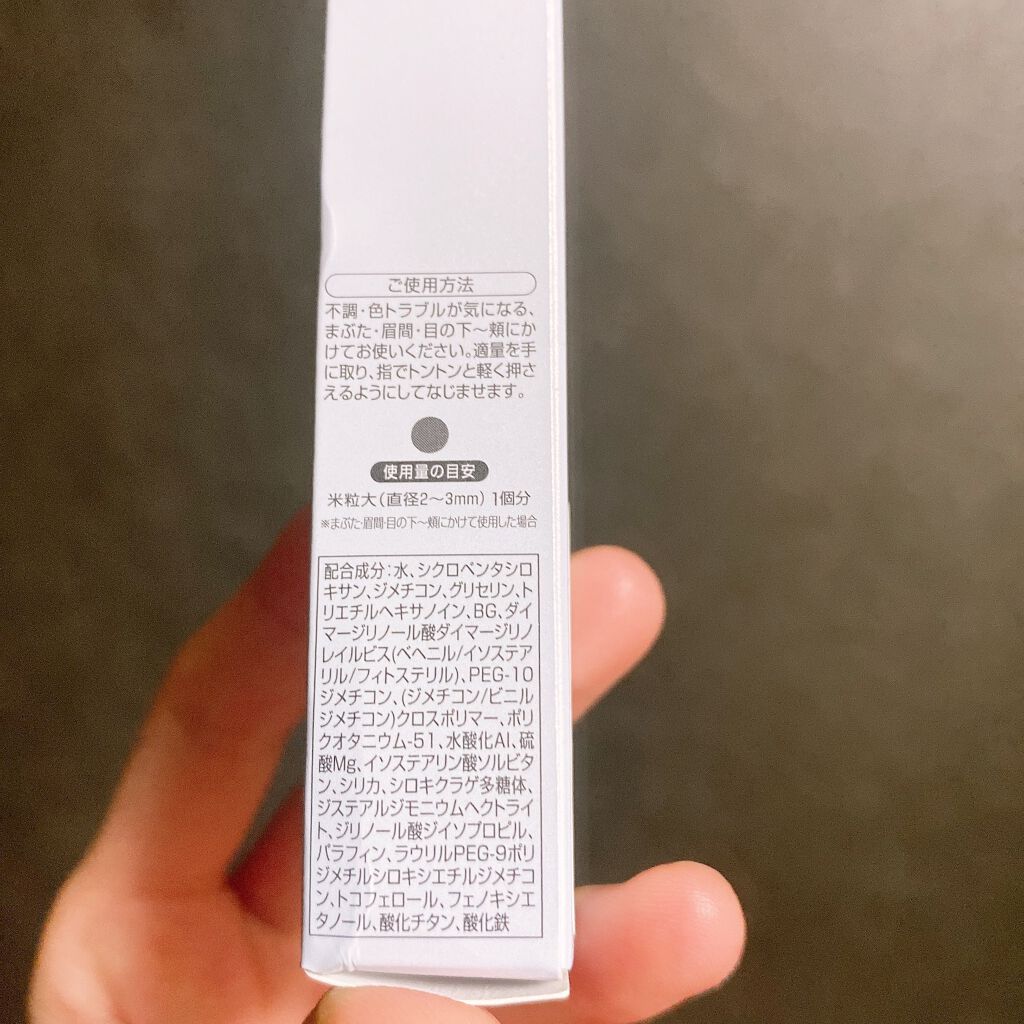 ご使用方法
不調・色トラブルが気になる、
まぶた・眉間・目の下〜頬にか
けてお使いください。適量を手
に取り、指でトントンと軽く押さ
えるようにしてなじませます。
使用量の目安
米粒大(直径2〜3mm) 1個分
※まぶた・眉間・目の下〜頬にかけて使用した場合
配合成分:水、シクロペンタシロ
キサン、ジメチコン、グリセリン、ト
リエチルヘキサノイン、BG、ダイ
マージリノール酸ダイマージリノ
レイルビス(ベヘニル/イソステア
リル/フィトステリル)、PEG-10
ジメチコン、(ジメチコン/ビニル
ジメチコン)クロスポリマー、ポリ
クオタニウム-51、水酸化Al、硫
酸Mg、イソステアリン酸ソルビタ
ン、シリカ、シロキクラゲ多糖体、
ジステアルジモニウムヘクトライ
ト、ジリノール酸ジイソプロピル、
パラフィン、ラウリルPEG-9ポリ
ジメチルシロキシエチルジメチコ
ン、トコフェロール、フェノキシエ
タノール、酸化チタン、酸化鉄